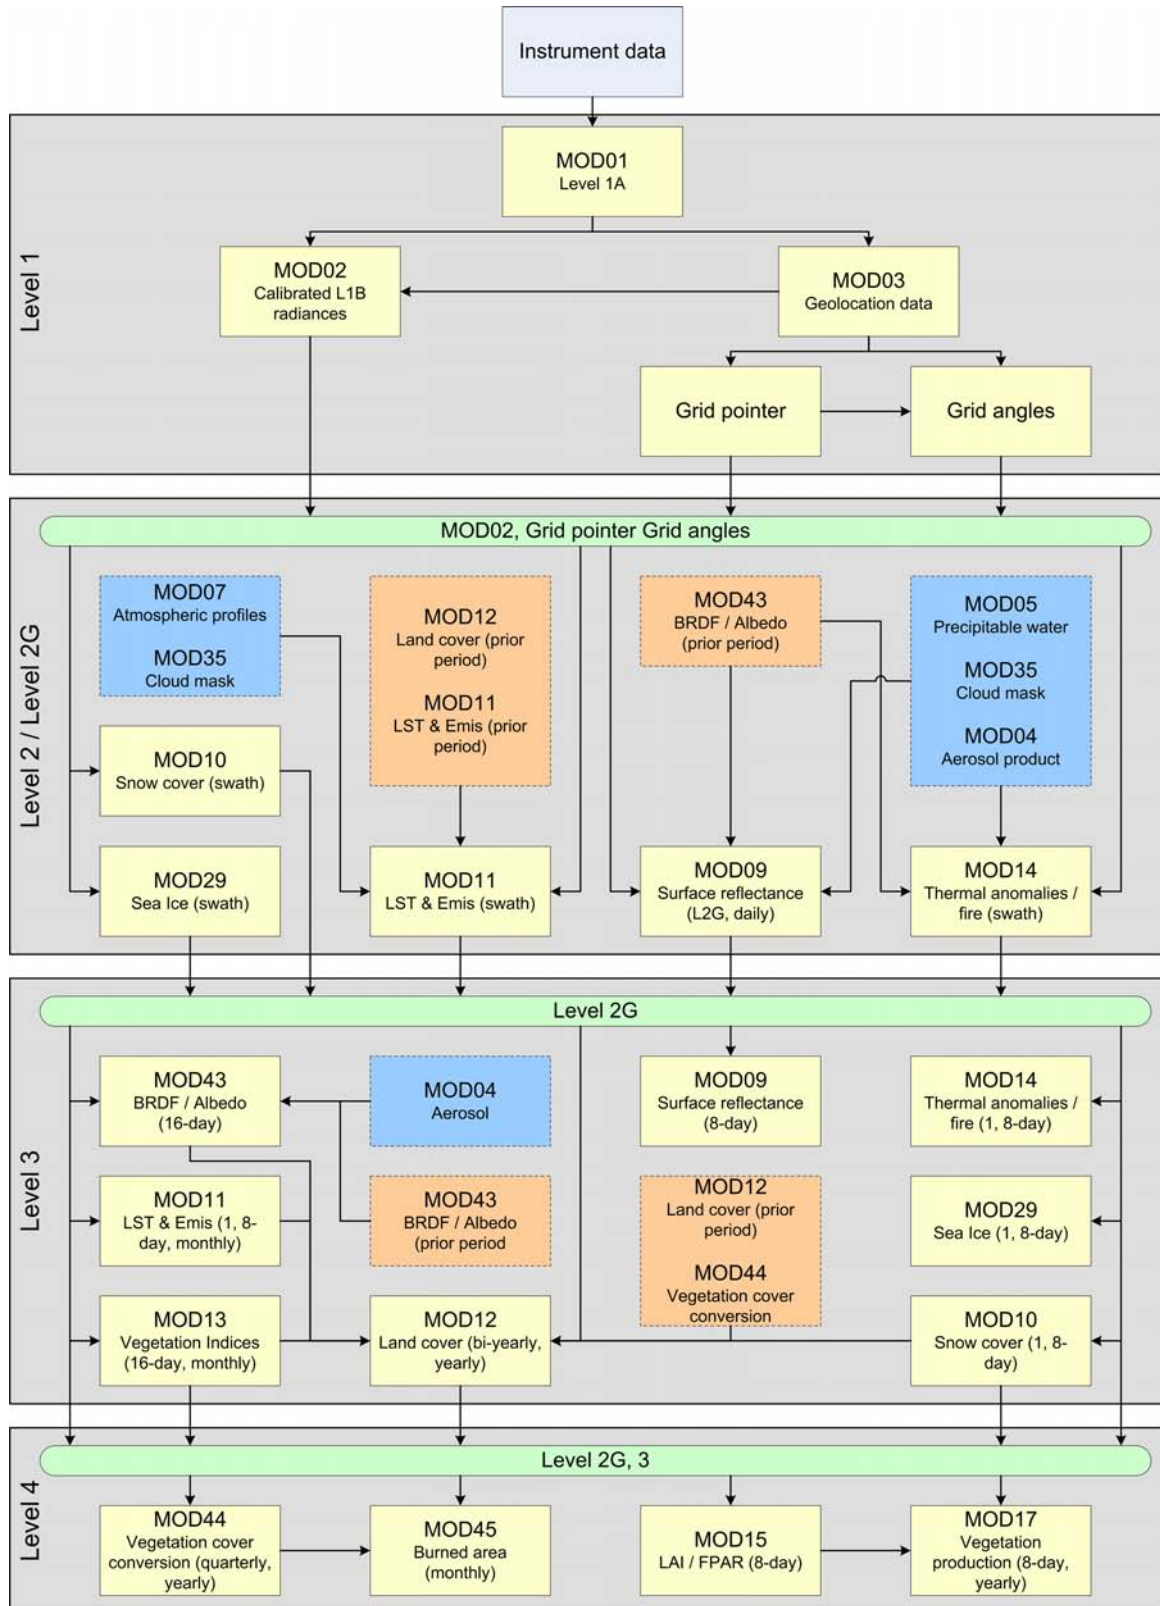 Instrument data
Level 1
MOD01
Level 1A
MOD02
Calibrated L1B
radiances
MOD03
Geolocation data
Grid pointer
Grid angles
Level 2 / Level2G
MOD02, Grid pointer Grid angles
MOD07
Atmospheric profiles
MOD35
Cloud mask
MOD12
Land cover (prior
period)
MOD11
LST & Emis (prior
period)
MOD43
BRDF / Albedo
(prior period)
MOD05
Precipitable water
MOD35
Cloud mask
MOD04
Aerosol product
MOD10
Snow cover (swath)
MOD29
Sea Ice (swath)
MOD11
LST & Emis (swath)
MOD09
Surface reflectance
(L2G, daily)
MOD14
Thermal anomalies /
fire (swath)
Level 3
Level 2G
MOD43
BRDF / Albedo
(16-day)
MOD04
Aerosol
MOD09
Surface reflectance
(8-day)
MOD14
Thermal anomalies /
fire (1, 8-day)
MOD11
LST & Emis (1, 8-
day, monthly)
MOD43
BRDF / Albedo
(prior period
MOD12
Land cover (prior
period)
MOD44
Vegetation cover
conversion
MOD29
Sea Ice (1, 8-day)
MOD13
Vegetation Indices
(16-day, monthly)
MOD12
Land cover (bi-yearly,
yearly)
MOD10
Snow cover (1, 8-
day)
Level 4
Level 2G, 3
MOD44
Vegetation cover
conversion (quarterly,
yearly)
MOD45
Burned area
(monthly)
MOD15
LAI / FPAR (8-day)
MOD17
Vegetation
production (8-day,
yearly)